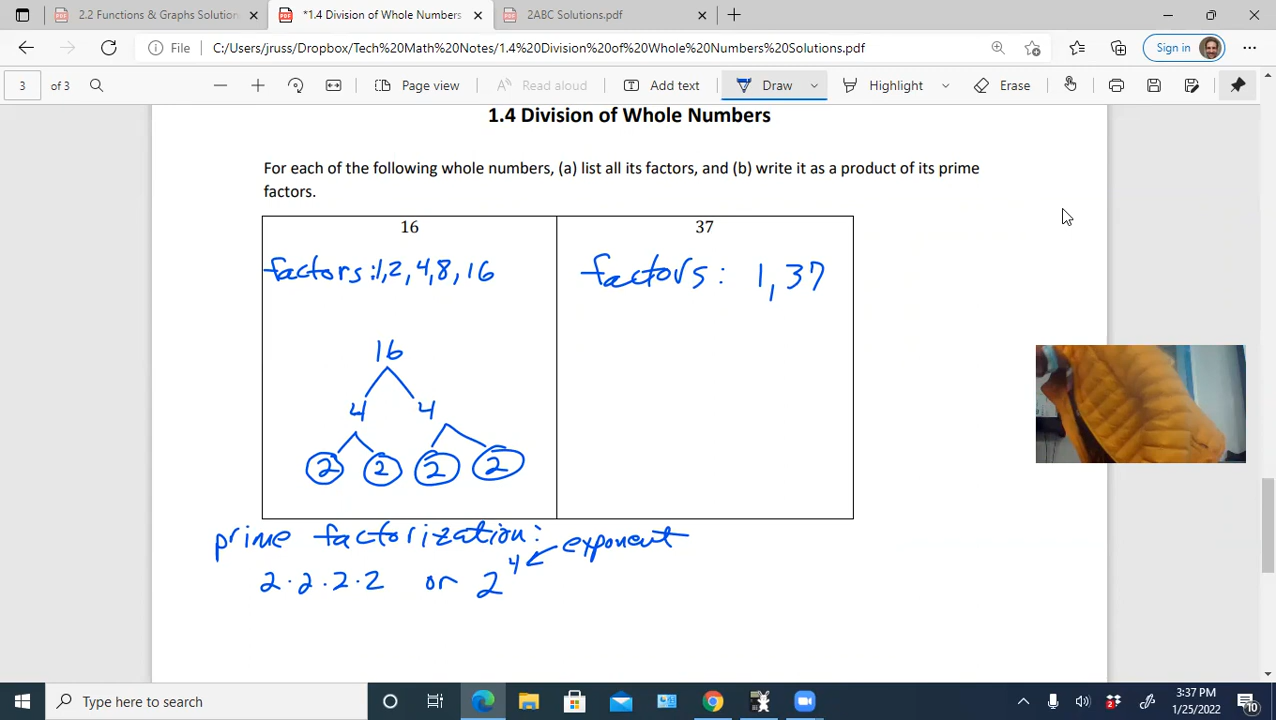 2.2 Functions & Graphs Solution
*1.4 Division of Whole Numbers
2ABC Solutions.pdf
File
C:/Users/jruss/Dropbox/Tech%20Math%20Notes/1.4%20Division%20of%20Whole%20Numbers%20Solutions.pdf
Sign in
3
of 3
Page view
Read aloud
Add text
Draw
Highlight
Erase
1.4 Division of Whole Numbers
For each of the following whole numbers, (a) list all its factors, and (b) write it as a product of its prime
factors.
16
37
factors: 1, 2, 4, 8, 16
factors: 1, 37
16
4 4
2 2 2 2
prime factorization:
exponent
2·2·2·2 or 2⁴
Type here to search
3:37 PM
1/25/2022
2
10